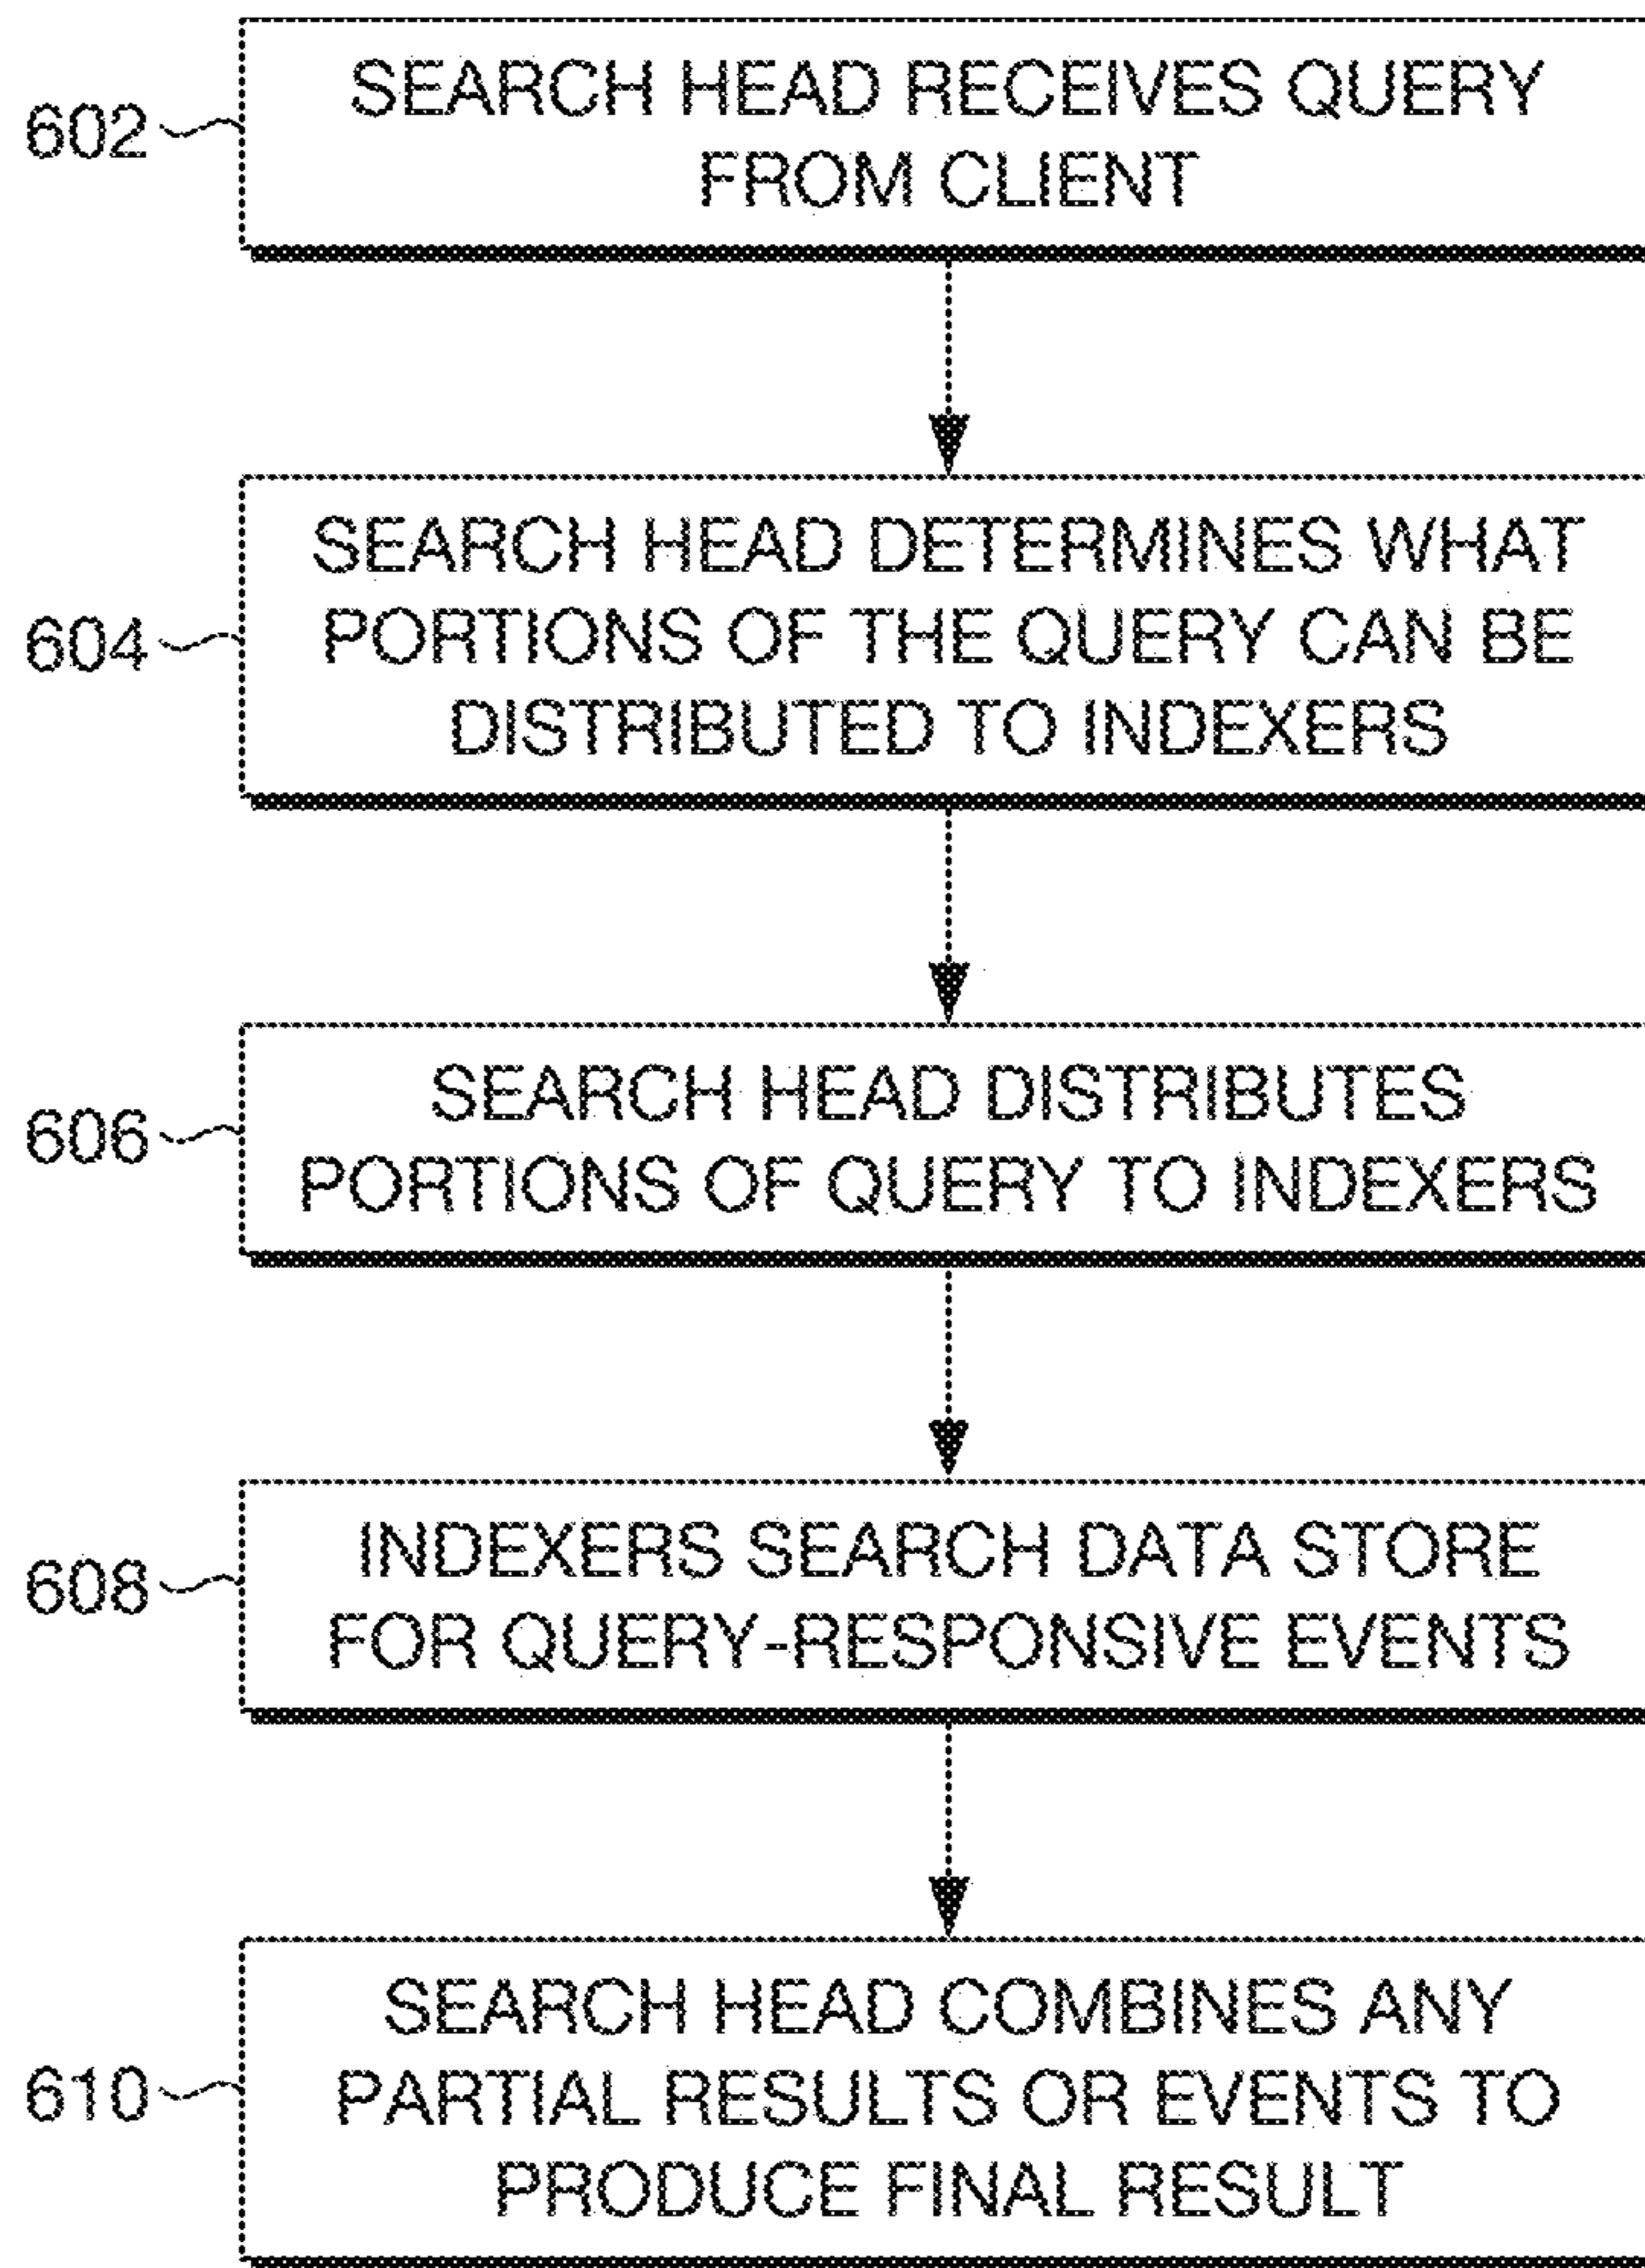 602
SEARCH HEAD RECEIVES QUERY
FROM CLIENT
604
SEARCH HEAD DETERMINES WHAT
PORTIONS OF THE QUERY CAN BE
DISTRIBUTED TO INDEXERS
606
SEARCH HEAD DISTRIBUTES
PORTIONS OF QUERY TO INDEXERS
608
INDEXERS SEARCH DATA STORE
FOR QUERY-RESPONSIVE EVENTS
610
SEARCH HEAD COMBINES ANY
PARTIAL RESULTS OR EVENTS TO
PRODUCE FINAL RESULT